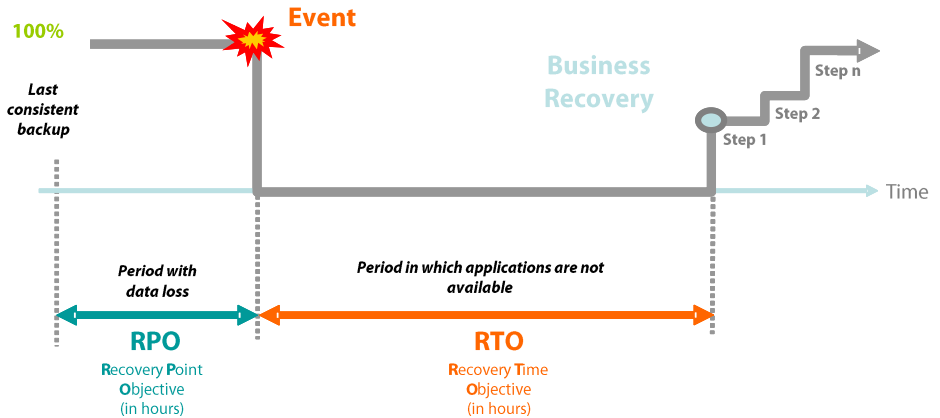 Event
100%
Business
Recovery
Step n
Last
consistent
backup
Step 2
Step 1
Time
Period with
data loss
Period in which applications are not
available
RPO
Recovery Point
Objective
(in hours)
RTO
Recovery Time
Objective
(in hours)